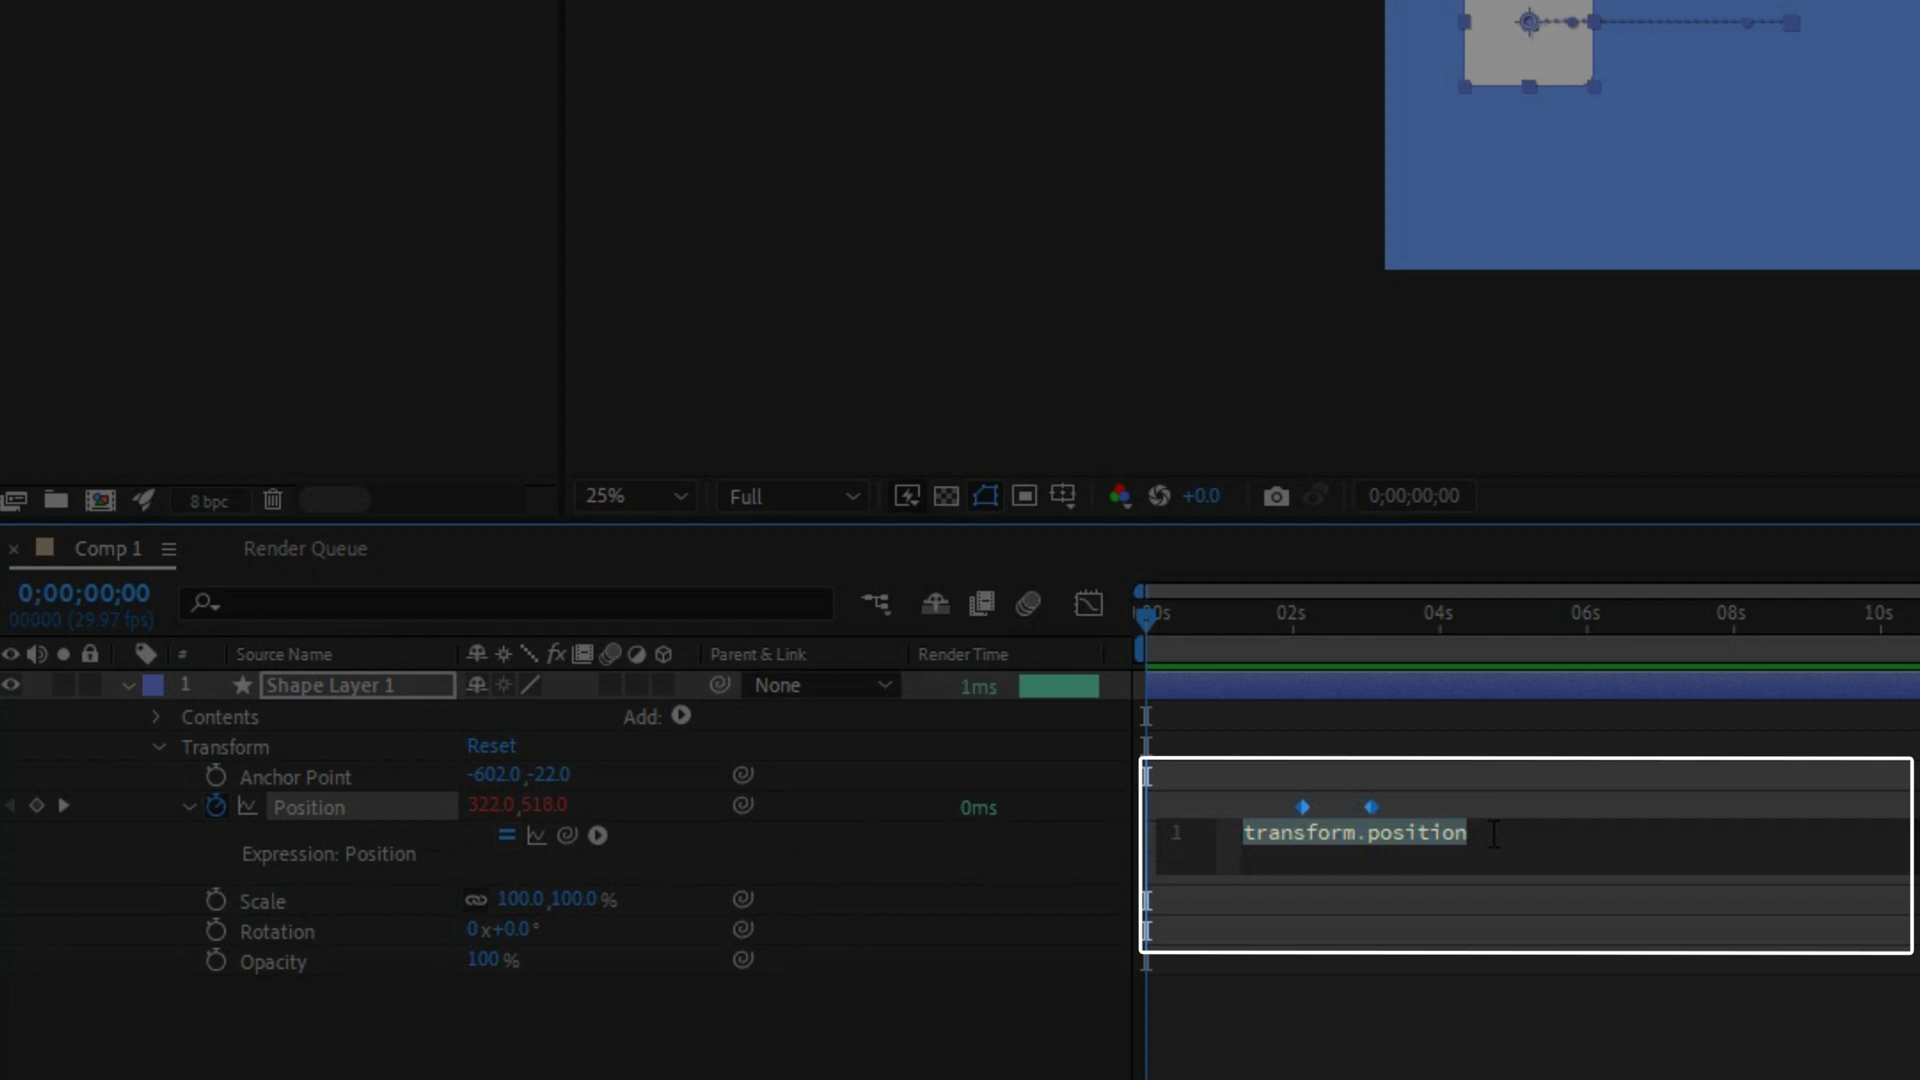 8 bpc
25%
Full
+0.0
0;00;00;00
Comp 1
Render Queue
0;00;00;00
00000 (29.97 fps)
02s
04s
06s
08s
10s
# Source Name
fx
Parent & Link
Render Time
1
Shape Layer 1
None
1ms
Contents
Add:
Transform
Reset
Anchor Point
-602.0,-22.0
Position
322.0,518.0
0ms
1
transform.position
Expression: Position
Scale
100.0,100.0%
Rotation
0x+0.0°
Opacity
100%